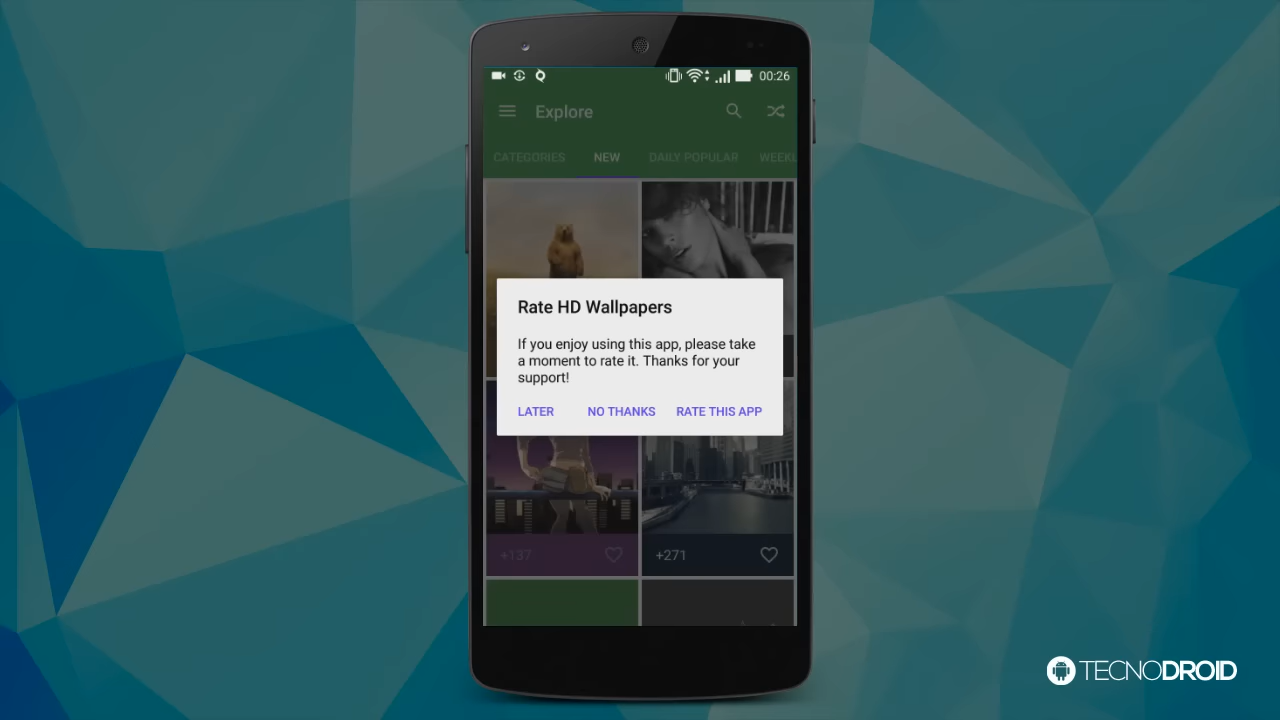 00:26
Explore
CATEGORIES NEW DAILY POPULAR WEEKL
Rate HD Wallpapers
If you enjoy using this app, please take
a moment to rate it. Thanks for your
support!
LATER NO THANKS RATE THIS APP
+137 +271
TECNODROID